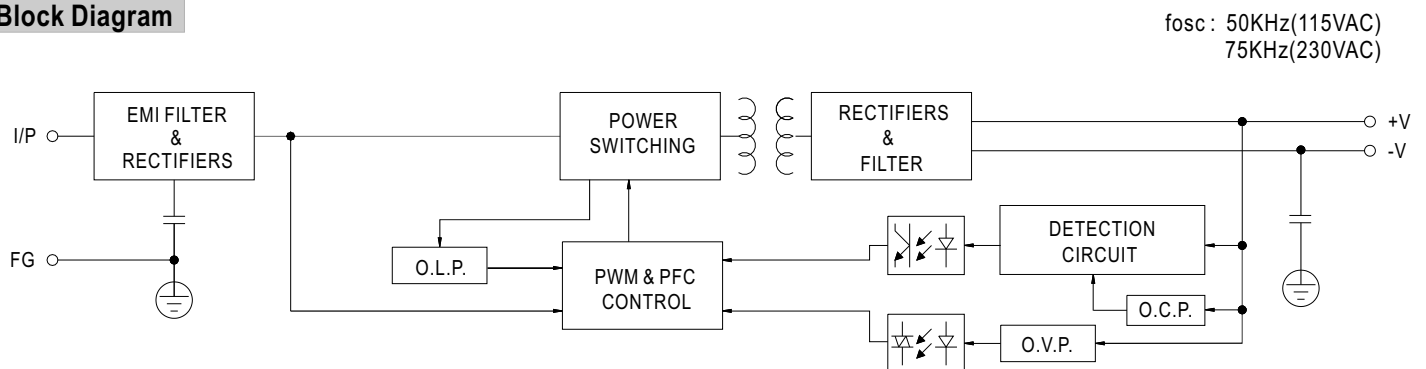 Block Diagram
fosc : 50KHz(115VAC)
75KHz(230VAC)
I/P
EMI FILTER
&
RECTIFIERS
POWER
SWITCHING
RECTIFIERS
&
FILTER
+V
-V
FG
O.L.P.
PWM & PFC
CONTROL
DETECTION
CIRCUIT
O.C.P.
O.V.P.